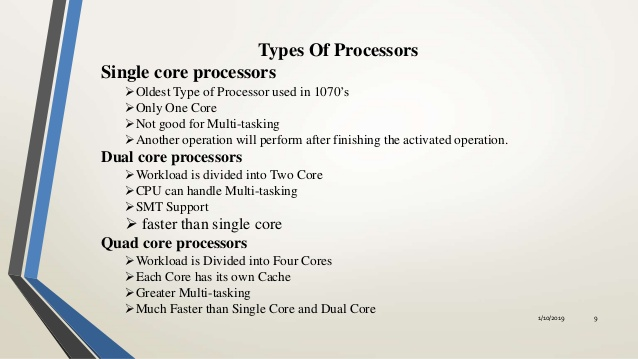 Types Of Processors
Single core processors
➢Oldest Type of Processor used in 1070's
➢Only One Core
➢Not good for Multi-tasking
➢Another operation will perform after finishing the activated operation.
Dual core processors
➢Workload is divided into Two Core
➢CPU can handle Multi-tasking
➢SMT Support
➢ faster than single core
Quad core processors
➢Workload is Divided into Four Cores
➢Each Core has its own Cache
➢Greater Multi-tasking
➢Much Faster than Single Core and Dual Core
1/10/2019 9